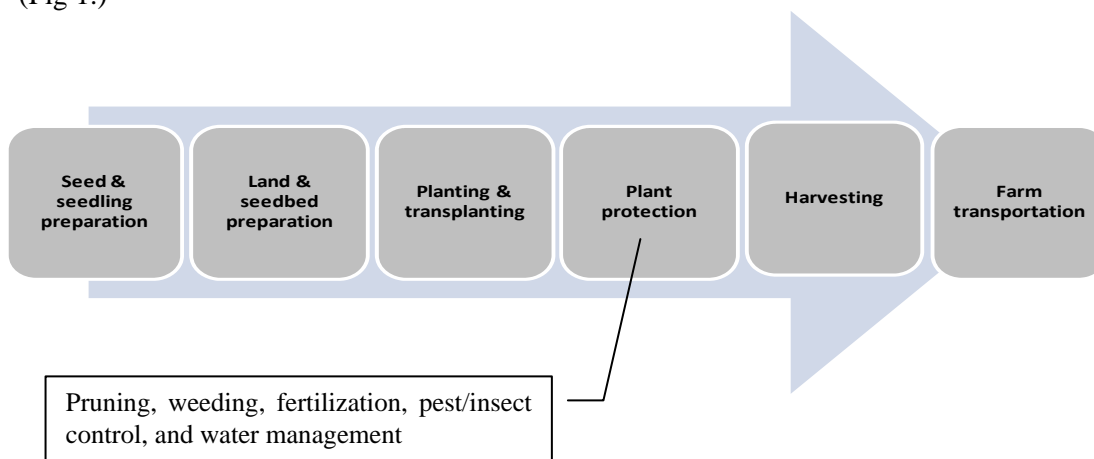 (Fig 1.)
Seed &
seedling
preparation
Land &
seedbed
preparation
Planting &
transplanting
Plant
protection
Harvesting
Farm
transportation
Pruning, weeding, fertilization, pest/insect
control, and water management